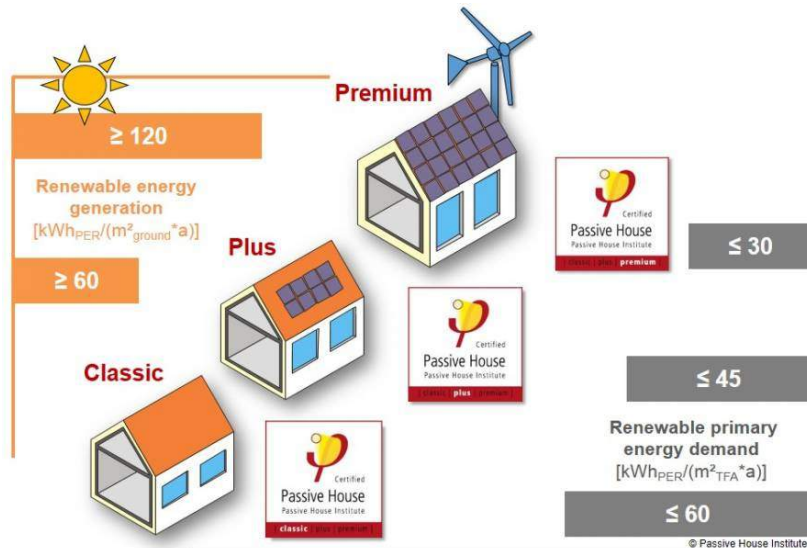 Premium
≥ 120
Renewable energy
generation
[kWhPER/(m²ground*a)]
Plus
≥ 60
Classic
Certified
Passive House
Passive House Institute
[ classic | plus | premium ]
≤ 30
Certified
Passive House
Passive House Institute
[ classic | plus | premium ]
≤ 45
Certified
Passive House
Passive House Institute
[ classic | plus | premium ]
Renewable primary
energy demand
[kWhPER/(m²TFA*a)]
≤ 60
© Passive House Institute